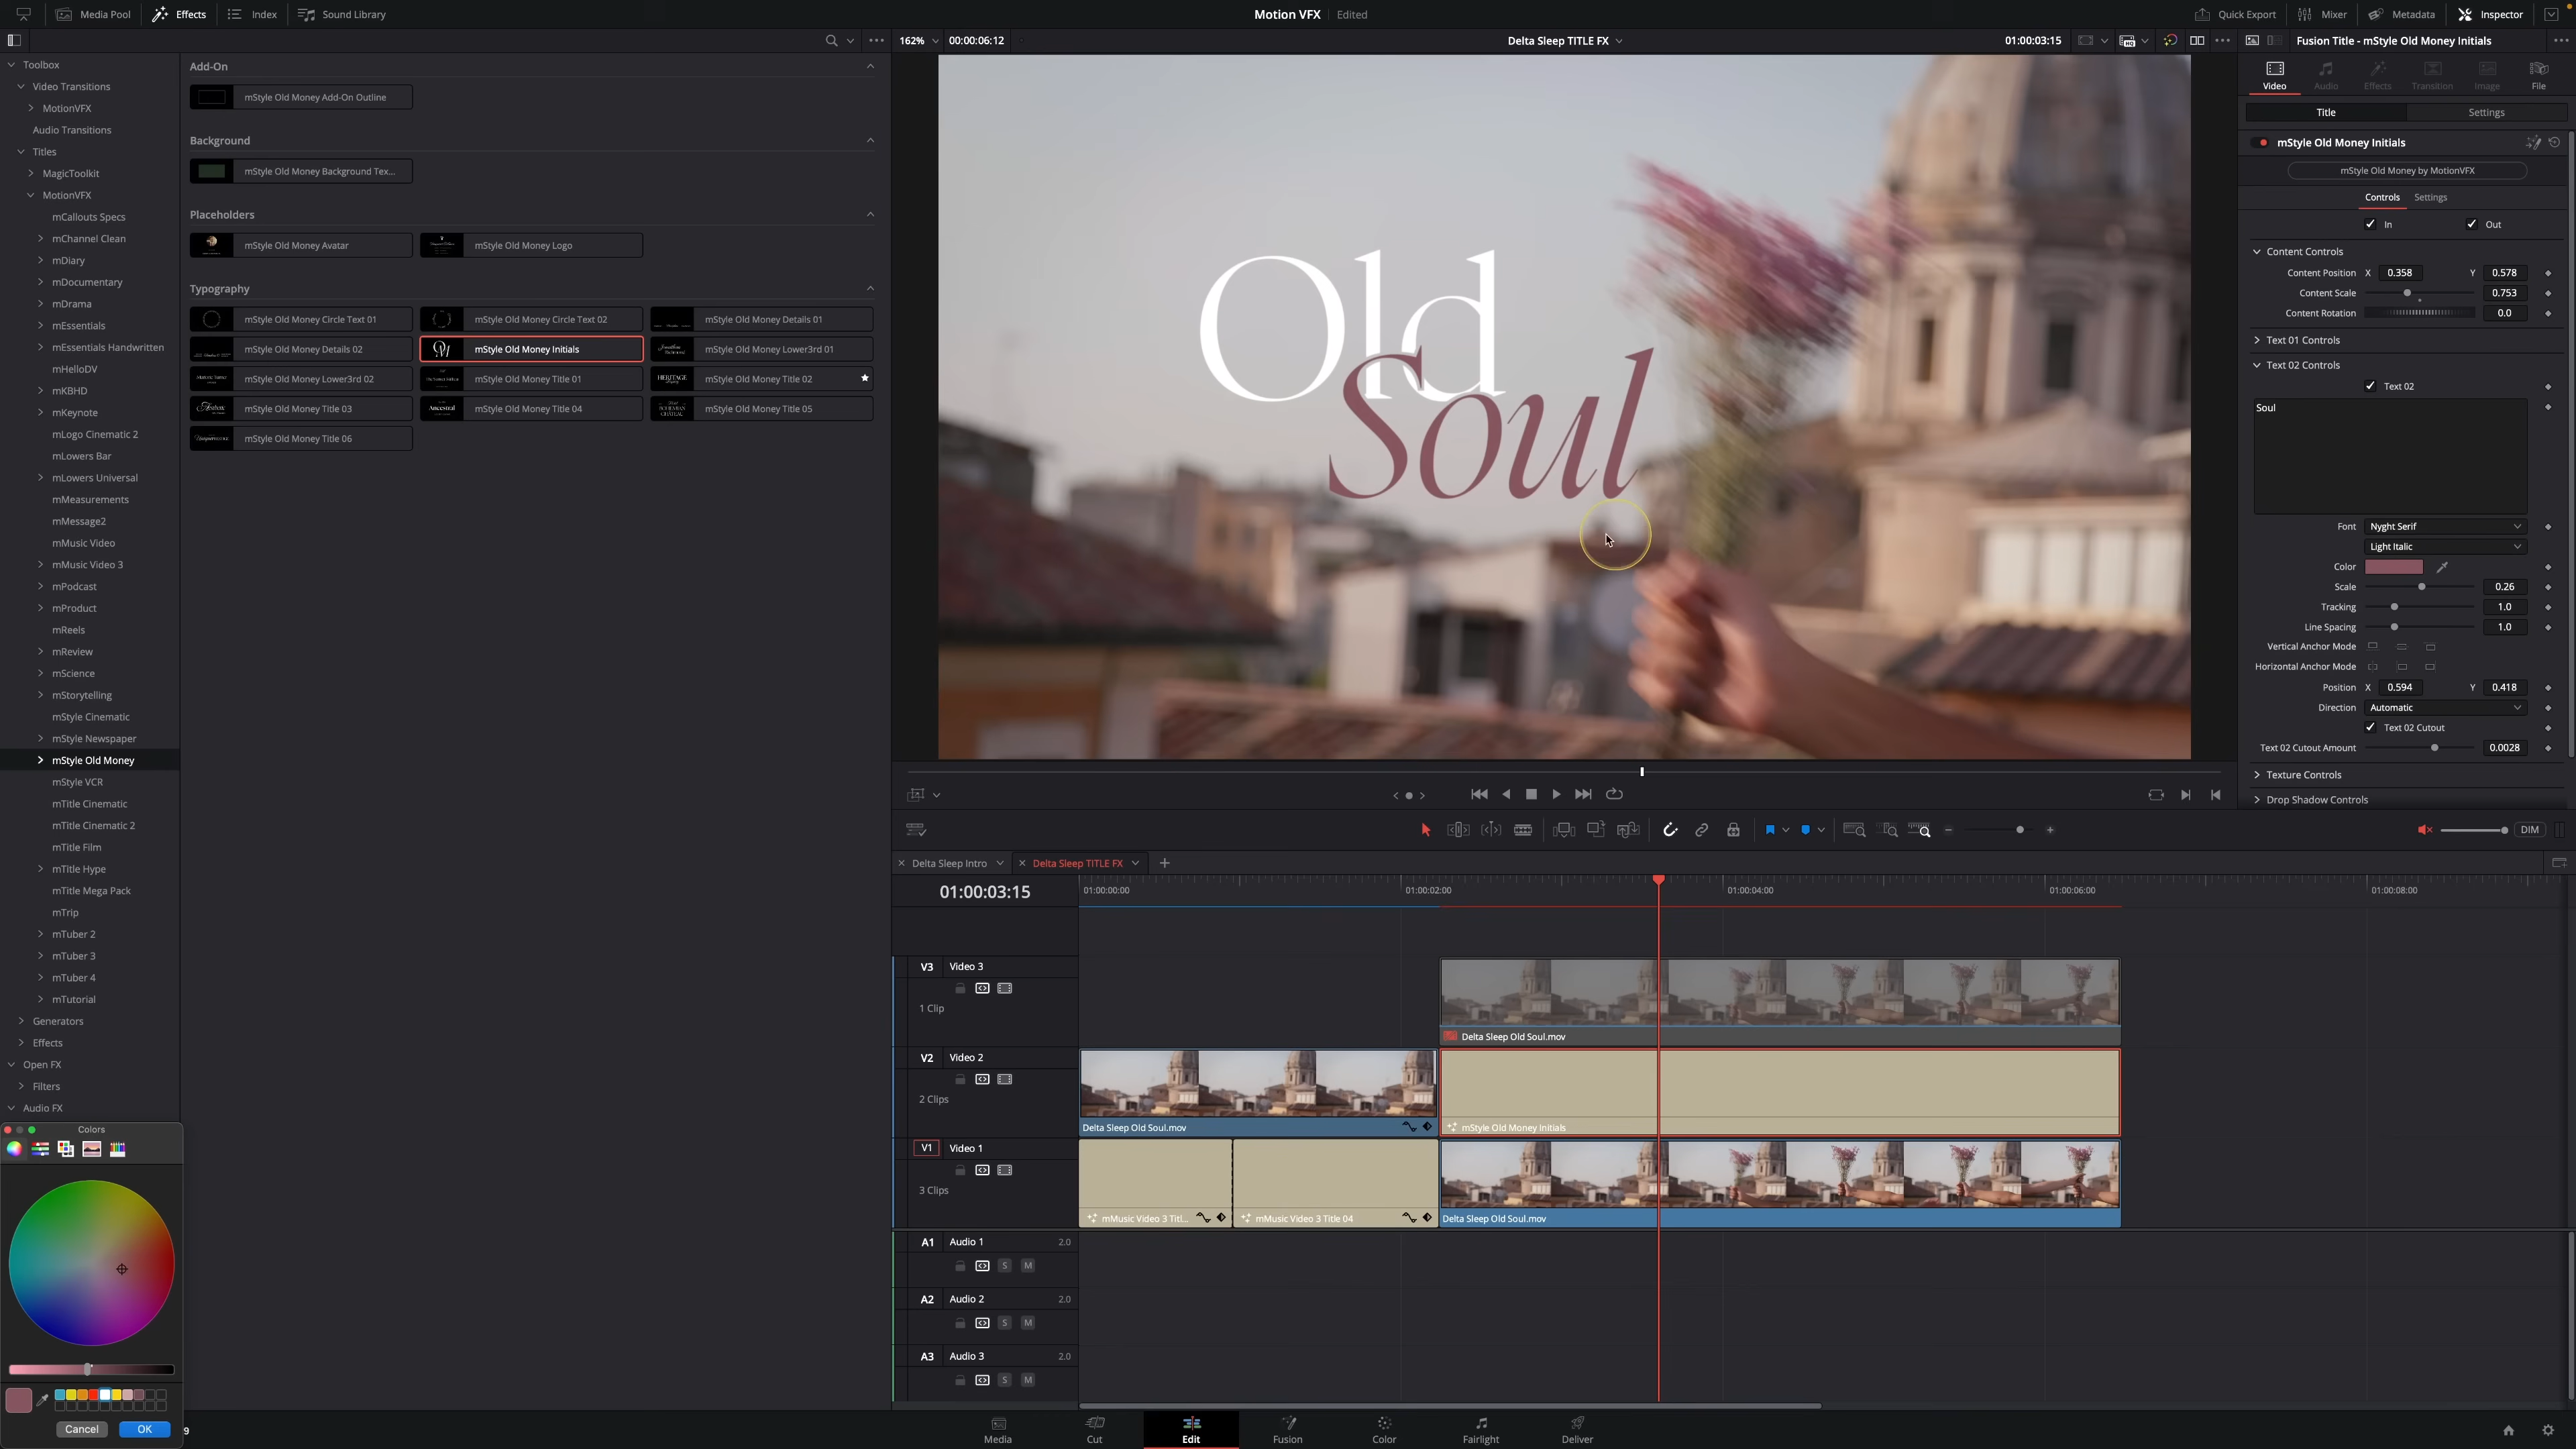 Media Pool
Effects
Index
Sound Library
Motion VFX
Edited
Quick Export
Mixer
Metadata
Inspector
162%
00:00:06:12
Delta Sleep TITLE FX
01:00:03:15
Fusion Title - mStyle Old Money Initials
Toolbox
Video Transitions
MotionVFX
Audio Transitions
Titles
MagicToolkit
MotionVFX
mCallouts Specs
mChannel Clean
mDiary
mDocumentary
mDrama
mEssentials
mEssentials Handwritten
mHelloDV
mKBHD
mKeynote
mLogo Cinematic 2
mLowers Bar
mLowers Universal
mMeasurements
mMessage2
mMusic Video
mMusic Video 3
mPodcast
mProduct
mReels
mReview
mScience
mStorytelling
mStyle Cinematic
mStyle Newspaper
mStyle Old Money
mStyle VCR
mTitle Cinematic
mTitle Cinematic 2
mTitle Film
mTitle Hype
mTitle Mega Pack
mTrip
mTuber 2
mTuber 3
mTuber 4
mTutorial
Generators
Effects
Open FX
Filters
Audio FX
Colors
Cancel
OK
9
Add-On
mStyle Old Money Add-On Outline
Background
mStyle Old Money Background Tex...
Placeholders
mStyle Old Money Avatar
mStyle Old Money Logo
Typography
mStyle Old Money Circle Text 01
mStyle Old Money Circle Text 02
mStyle Old Money Details 01
mStyle Old Money Details 02
mStyle Old Money Initials
mStyle Old Money Lower3rd 01
mStyle Old Money Lower3rd 02
mStyle Old Money Title 01
HERITAGE
mStyle Old Money Title 02
mStyle Old Money Title 03
Ancestral
mStyle Old Money Title 04
mStyle Old Money Title 05
mStyle Old Money Title 06
Old
Soul
Video
Audio
Effects
Transition
Image
File
Title
Settings
mStyle Old Money Initials
mStyle Old Money by MotionVFX
Controls
Settings
In
Out
Content Controls
Content Position X 0.358 Y 0.578
Content Scale 0.753
Content Rotation 0.0
Text 01 Controls
Text 02 Controls
Text 02
Soul
Font Nyght Serif
Light Italic
Color
Scale 0.26
Tracking 1.0
Line Spacing 1.0
Vertical Anchor Mode
Horizontal Anchor Mode
Position X 0.594 Y 0.418
Direction Automatic
Text 02 Cutout
Text 02 Cutout Amount 0.0028
Texture Controls
Drop Shadow Controls
DIM
Delta Sleep Intro
Delta Sleep TITLE FX
01:00:03:15
01:00:00:00
01:00:02:00
01:00:04:00
01:00:06:00
01:00:08:00
V3 Video 3
1 Clip
Delta Sleep Old Soul.mov
V2 Video 2
2 Clips
Delta Sleep Old Soul.mov
mStyle Old Money Initials
V1 Video 1
3 Clips
mMusic Video 3 Titl...
mMusic Video 3 Title 04
Delta Sleep Old Soul.mov
A1 Audio 1 2.0
S M
A2 Audio 2 2.0
S M
A3 Audio 3 2.0
S M
Media
Cut
Edit
Fusion
Color
Fairlight
Deliver